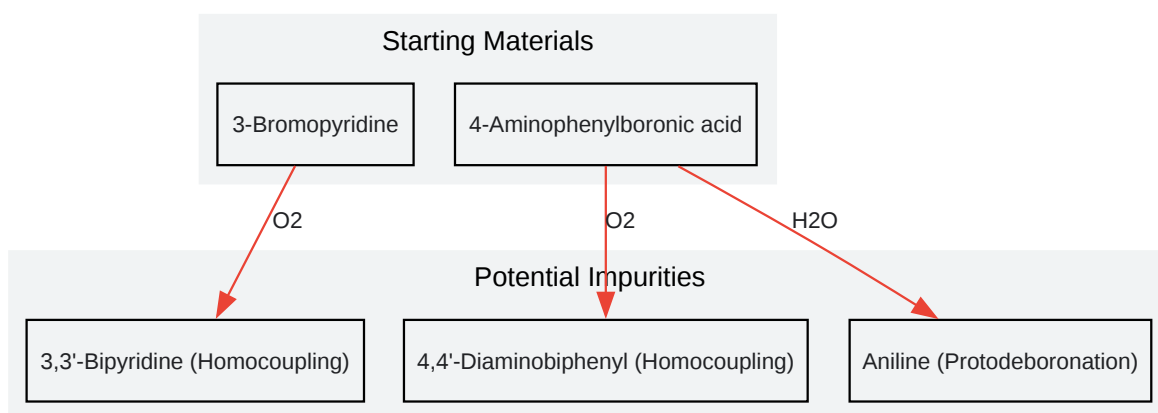 Starting Materials
3-Bromopyridine
4-Aminophenylboronic acid
O2
O2
H2O
Potential Impurities
3,3'-Bipyridine (Homocoupling)
4,4'-Diaminobiphenyl (Homocoupling)
Aniline (Protodeboronation)